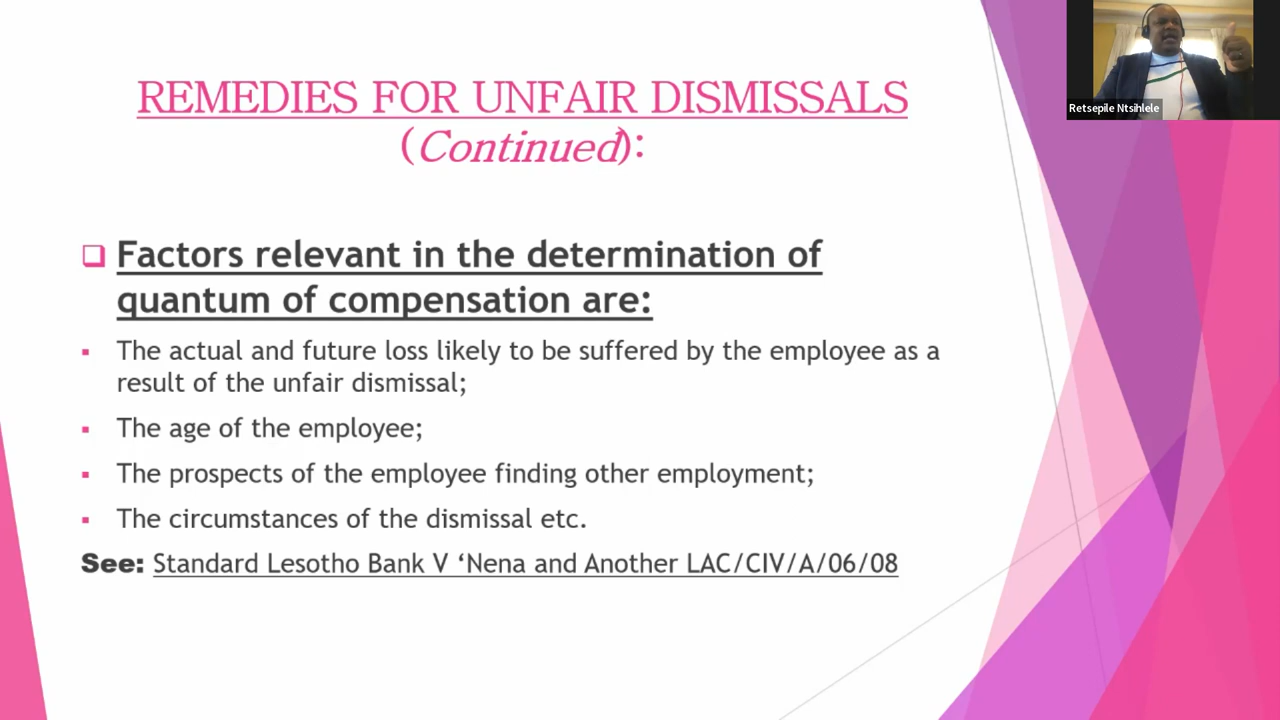 REMEDIES FOR UNFAIR DISMISSALS
(Continued):
Retsepile Ntsihlele
❑ Factors relevant in the determination of
quantum of compensation are:
▪ The actual and future loss likely to be suffered by the employee as a
result of the unfair dismissal;
▪ The age of the employee;
▪ The prospects of the employee finding other employment;
▪ The circumstances of the dismissal etc.
See: Standard Lesotho Bank V ‘Nena and Another LAC/CIV/A/06/08